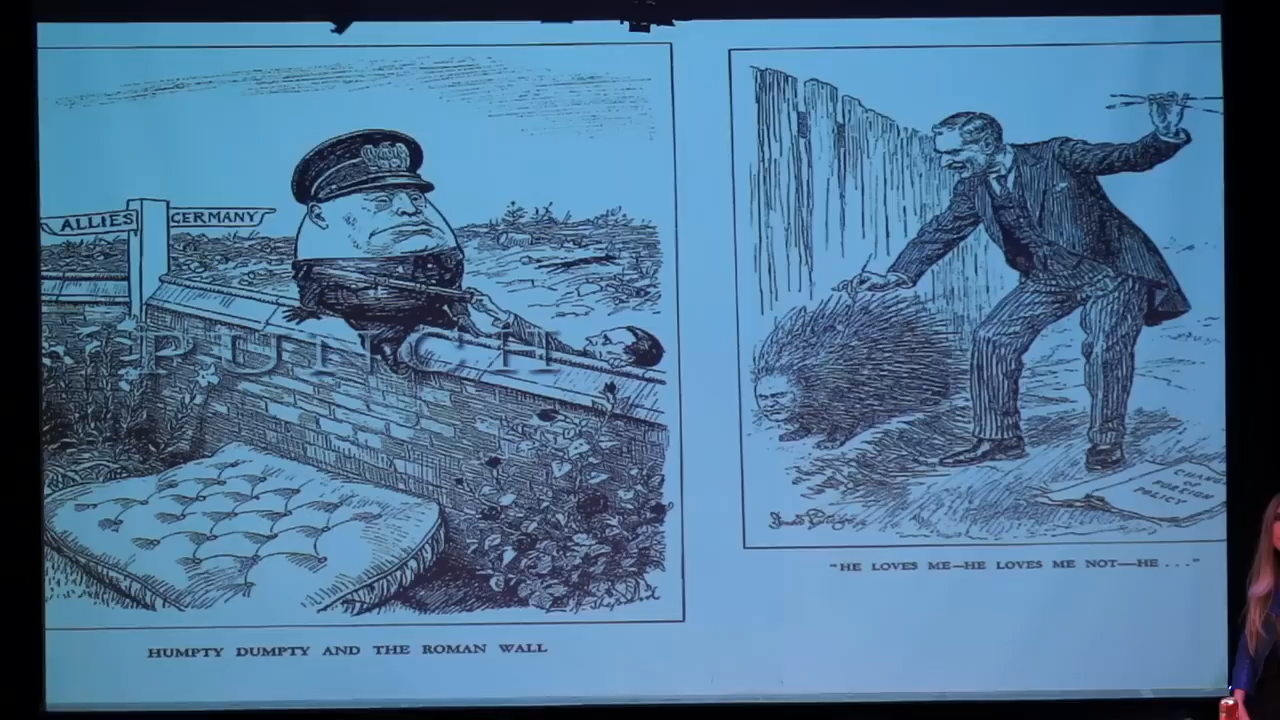 ALLIES
GERMANY
PUNCH
HUMPTY DUMPTY AND THE ROMAN WALL
CHANGE
OF
FOREIGN
POLICY
"HE LOVES ME—HE LOVES ME NOT—HE . . ."